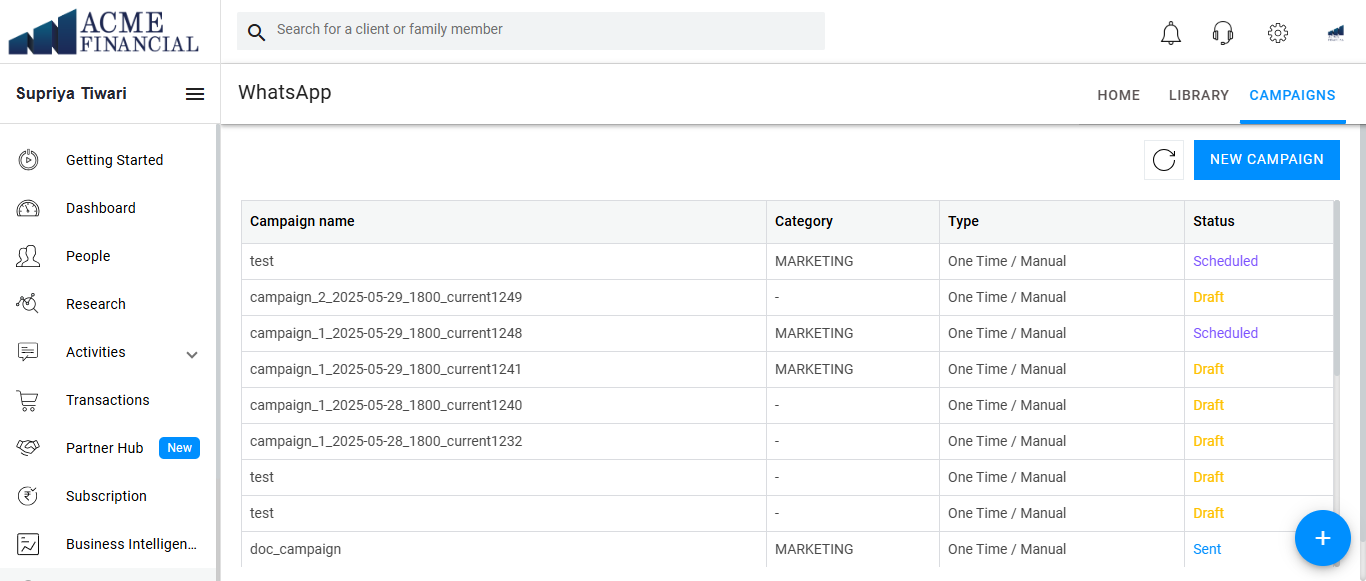 ACME
FINANCIAL
Search for a client or family member
Supriya Tiwari
WhatsApp
HOME LIBRARY CAMPAIGNS
Getting Started
Dashboard
People
Research
Activities
Transactions
Partner Hub New
Subscription
Business Intelligen...
NEW CAMPAIGN
Campaign name Category Type Status
test MARKETING One Time / Manual Scheduled
campaign_2_2025-05-29_1800_current1249 - One Time / Manual Draft
campaign_1_2025-05-29_1800_current1248 MARKETING One Time / Manual Scheduled
campaign_1_2025-05-29_1800_current1241 MARKETING One Time / Manual Draft
campaign_1_2025-05-28_1800_current1240 - One Time / Manual Draft
campaign_1_2025-05-28_1800_current1232 - One Time / Manual Draft
test - One Time / Manual Draft
test - One Time / Manual Draft
doc_campaign MARKETING One Time / Manual Sent
+